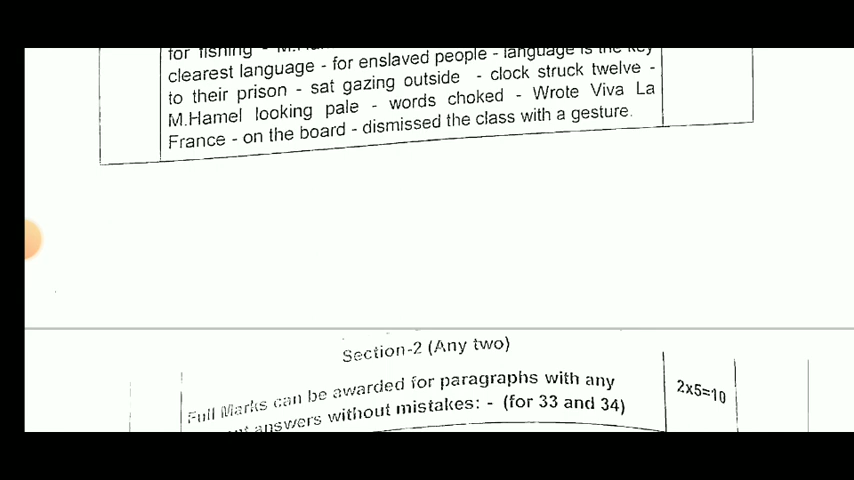 for fishing -
clearest language - for enslaved people - language is the key
to their prison - sat gazing outside - clock struck twelve -
M.Hamel looking pale - words choked - Wrote Viva La
France - on the board - dismissed the class with a gesture.
Section-2 (Any two)
Full Marks can be awarded for paragraphs with any
2x5=10
answers without mistakes: - (for 33 and 34)